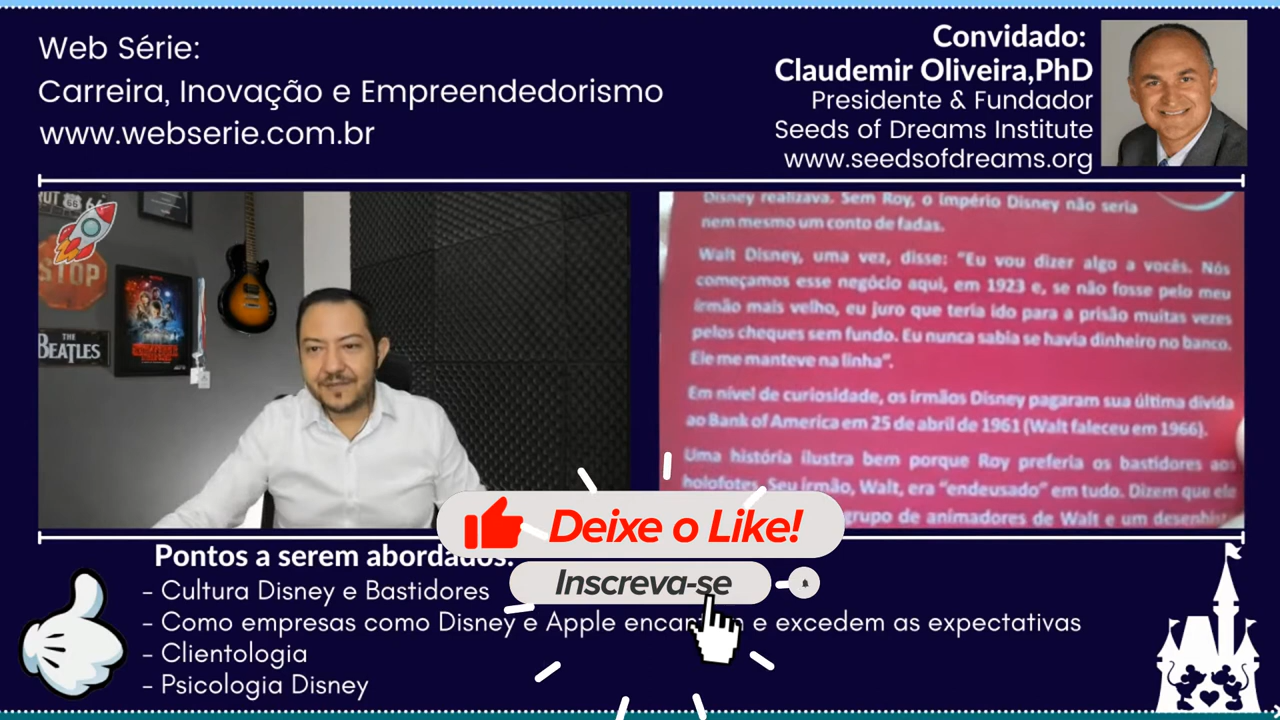 Web Série:
Carreira, Inovação e Empreendedorismo
www.webserie.com.br
Convidado:
Claudemir Oliveira,PhD
Presidente & Fundador
Seeds of Dreams Institute
www.seedsofdreams.org
66
STOP
THE
BEATLES
Disney realizava. Sem Roy, o império Disney não seria
nem mesmo um conto de fadas.
Walt Disney, uma vez, disse: “Eu vou dizer algo a vocês. Nós
começamos esse negócio aqui, em 1923 e, se não fosse pelo meu
irmão mais velho, eu juro que teria ido para a prisão muitas vezes
pelos cheques sem fundo. Eu nunca sabia se havia dinheiro no banco.
Ele me manteve na linha”.
Em nível de curiosidade, os irmãos Disney pagaram sua última dívida
ao Bank of America em 25 de abril de 1961 (Walt faleceu em 1966).
Uma história ilustra bem porque Roy preferia os bastidores aos
holofotes. Seu irmão, Walt, era “endeusado” em tudo. Dizem que ele
grupo de animadores de Walt e um
Deixe o Like!
Inscreva-se
Pontos a serem abordados:
- Cultura Disney e Bastidores
- Como empresas como Disney e Apple encantam e excedem as expectativas
- Clientologia
- Psicologia Disney